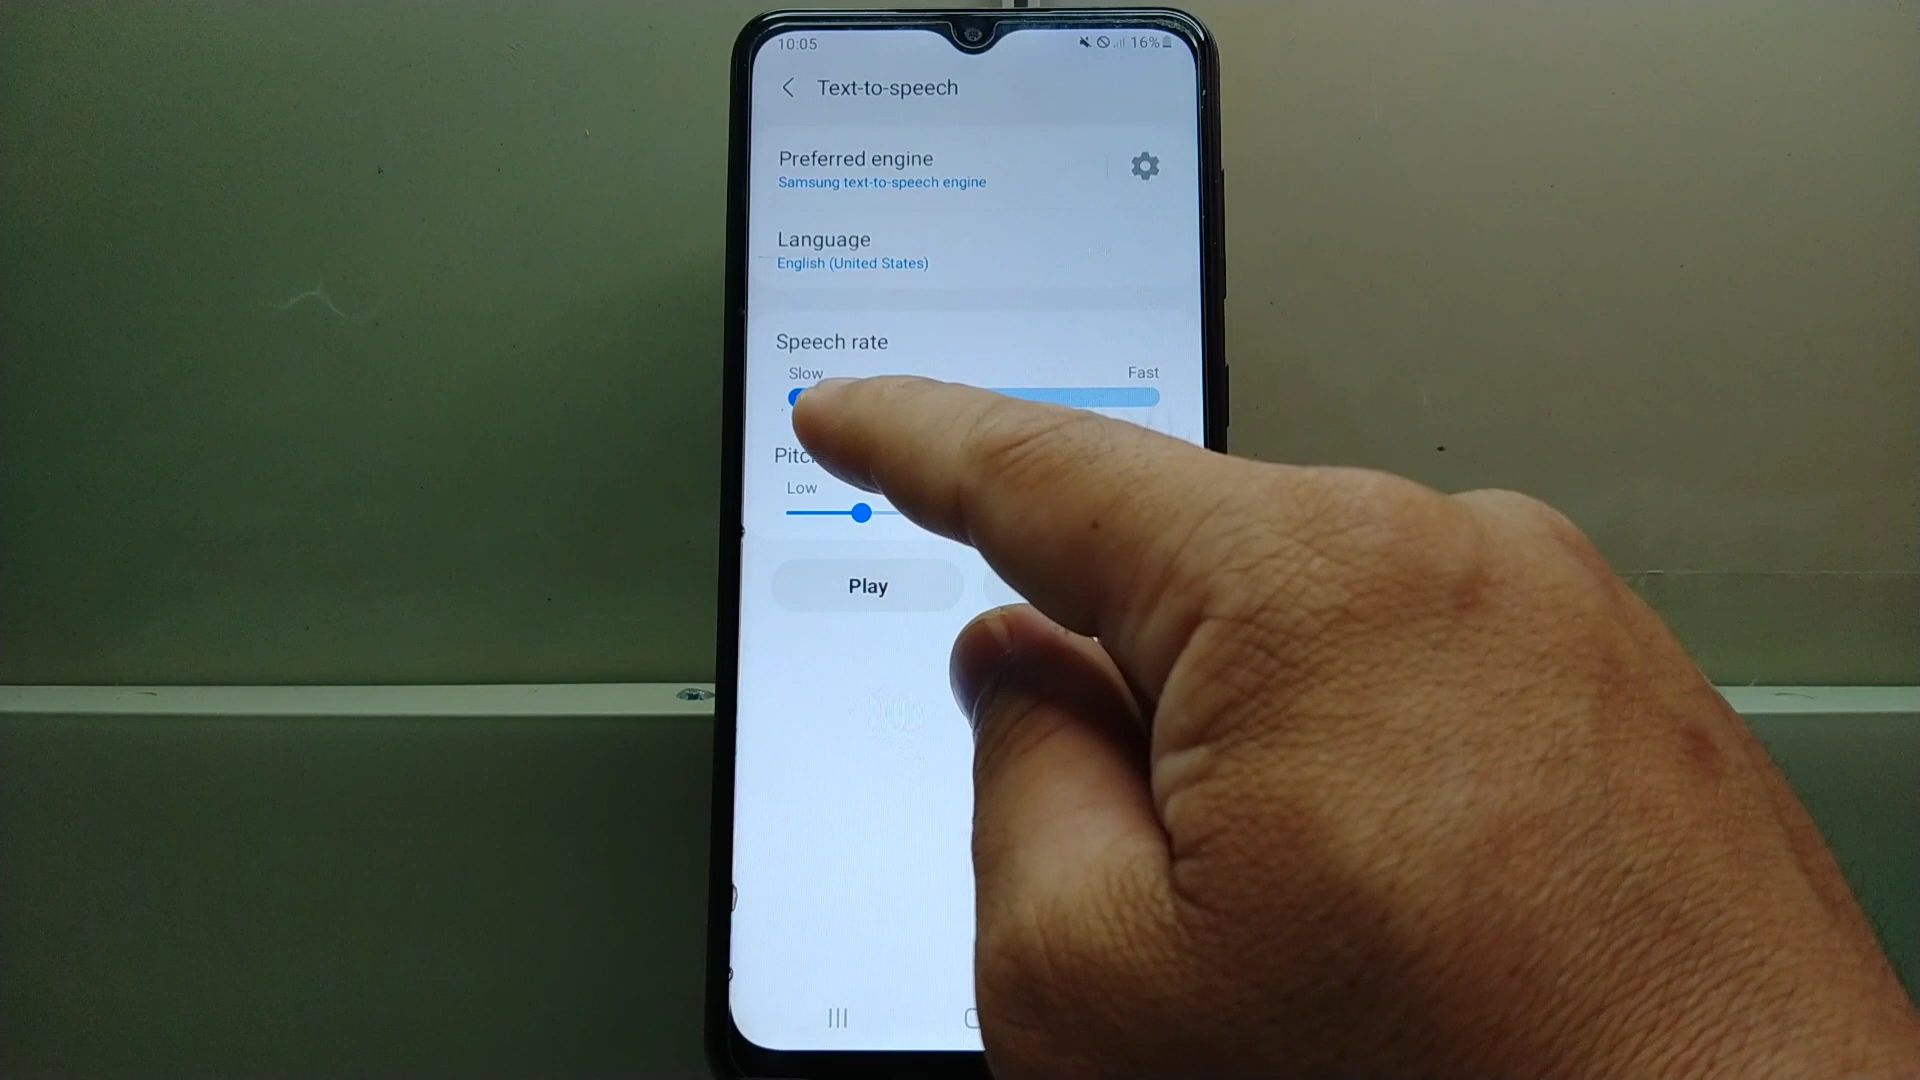 10:05 16%
Text-to-speech
Preferred engine
Samsung text-to-speech engine
Language
English (United States)
Speech rate
Slow Fast
Pitc
Low
Play